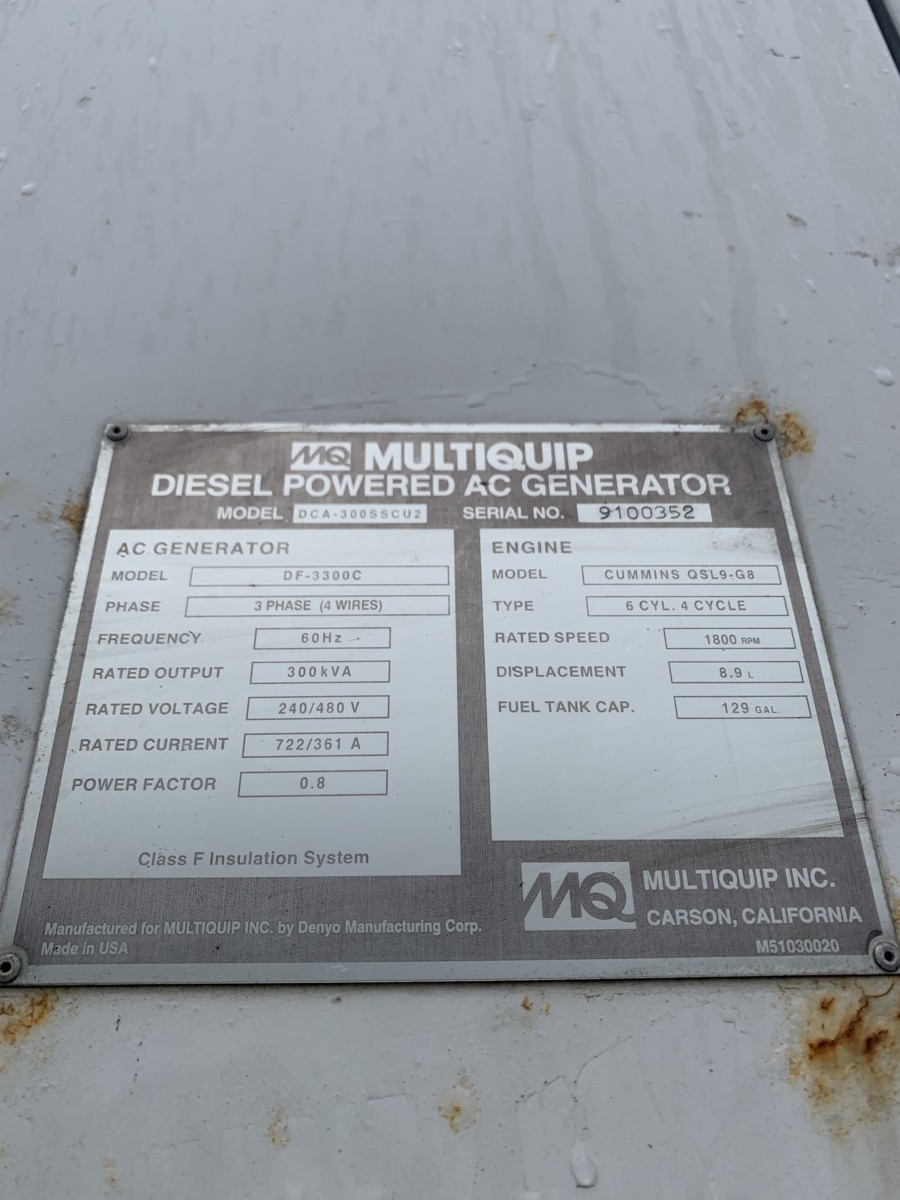 MQ MULTIQUIP
DIESEL POWERED AC GENERATOR
MODEL DCA-300SSCU2 SERIAL NO. 9100352
AC GENERATOR
MODEL DF-3300C
PHASE 3 PHASE (4 WIRES)
FREQUENCY 60Hz
RATED OUTPUT 300kVA
RATED VOLTAGE 240/480 V
RATED CURRENT 722/361 A
POWER FACTOR 0.8
Class F Insulation System
ENGINE
MODEL CUMMINS QSL9-G8
TYPE 6 CYL. 4 CYCLE
RATED SPEED 1800 RPM
DISPLACEMENT 8.9 L
FUEL TANK CAP. 129 GAL.
Manufactured for MULTIQUIP INC. by Denyo Manufacturing Corp.
Made in USA
MQ MULTIQUIP INC.
CARSON, CALIFORNIA
M51030020